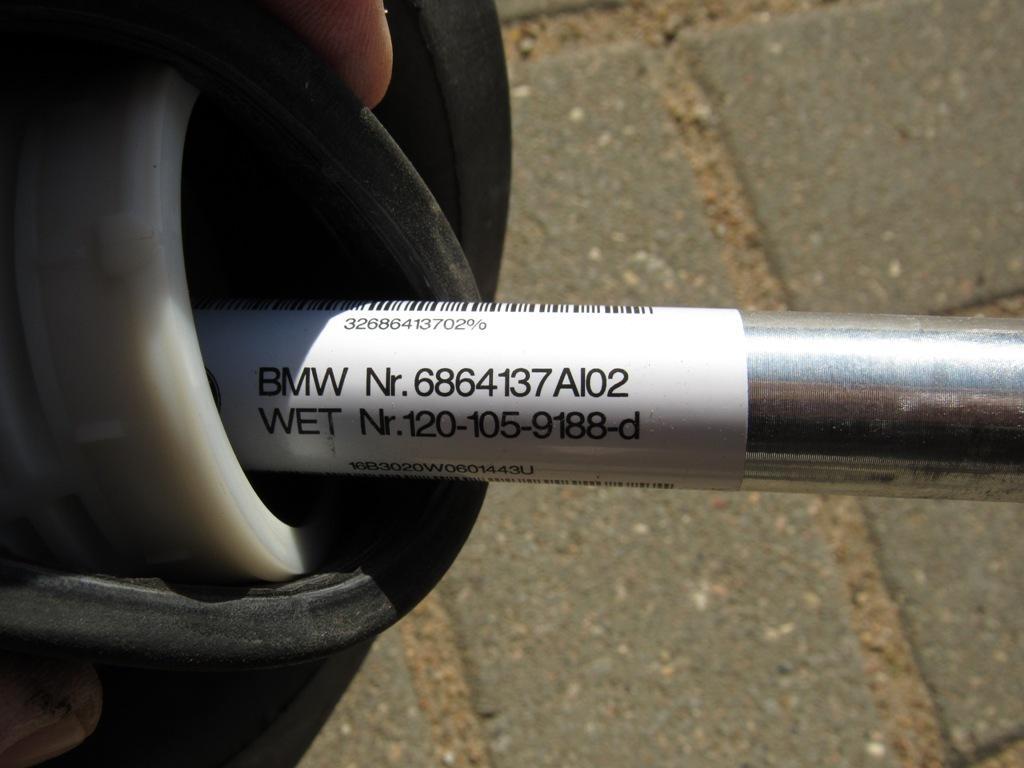 32686413702%
BMW Nr.6864137AI02
WET Nr.120-105-9188-d
16B3020W0601443U